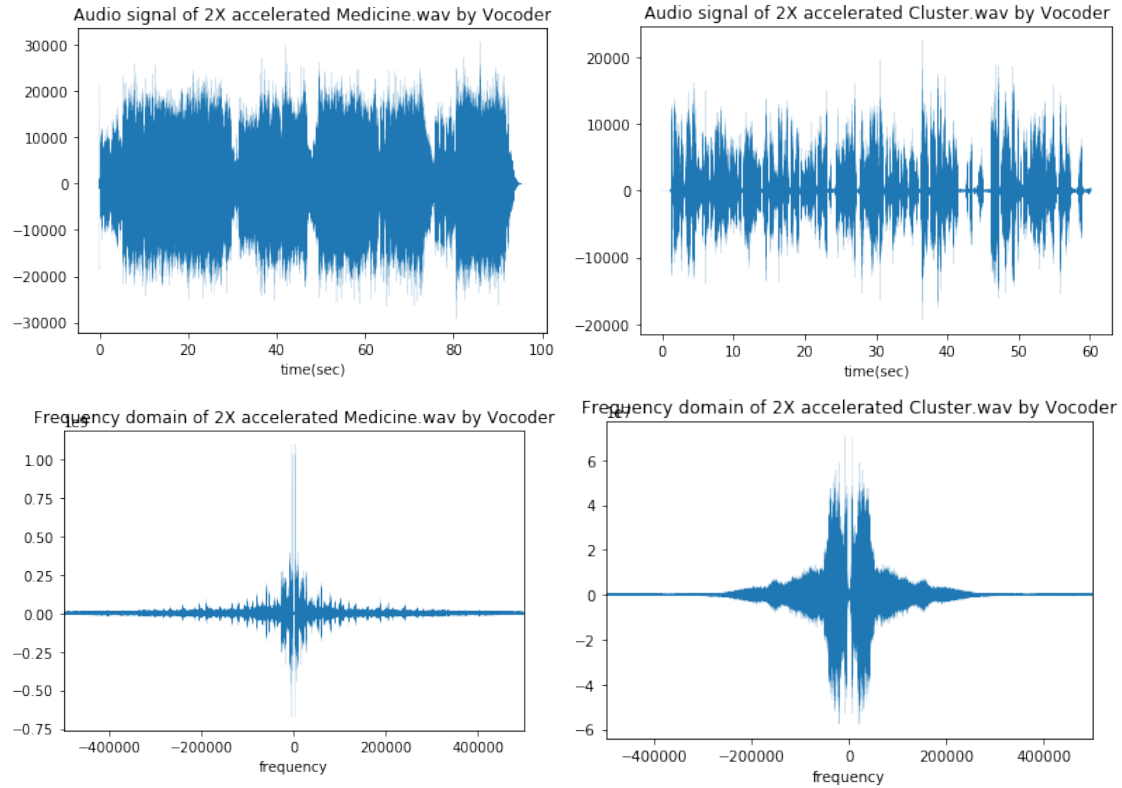 Audio signal of 2X accelerated Medicine.wav by Vocoder
30000
20000
10000
0
−10000
−20000
−30000
0 20 40 60 80 100
time(sec)
Audio signal of 2X accelerated Cluster.wav by Vocoder
20000
10000
0
−10000
−20000
0 10 20 30 40 50 60
time(sec)
Frequency domain of 2X accelerated Medicine.wav by Vocoder
1e9
1.00
0.75
0.50
0.25
0.00
−0.25
−0.50
−0.75
−400000 −200000 0 200000 400000
frequency
Frequency domain of 2X accelerated Cluster.wav by Vocoder
1e7
6
4
2
0
−2
−4
−6
−400000 −200000 0 200000 400000
frequency